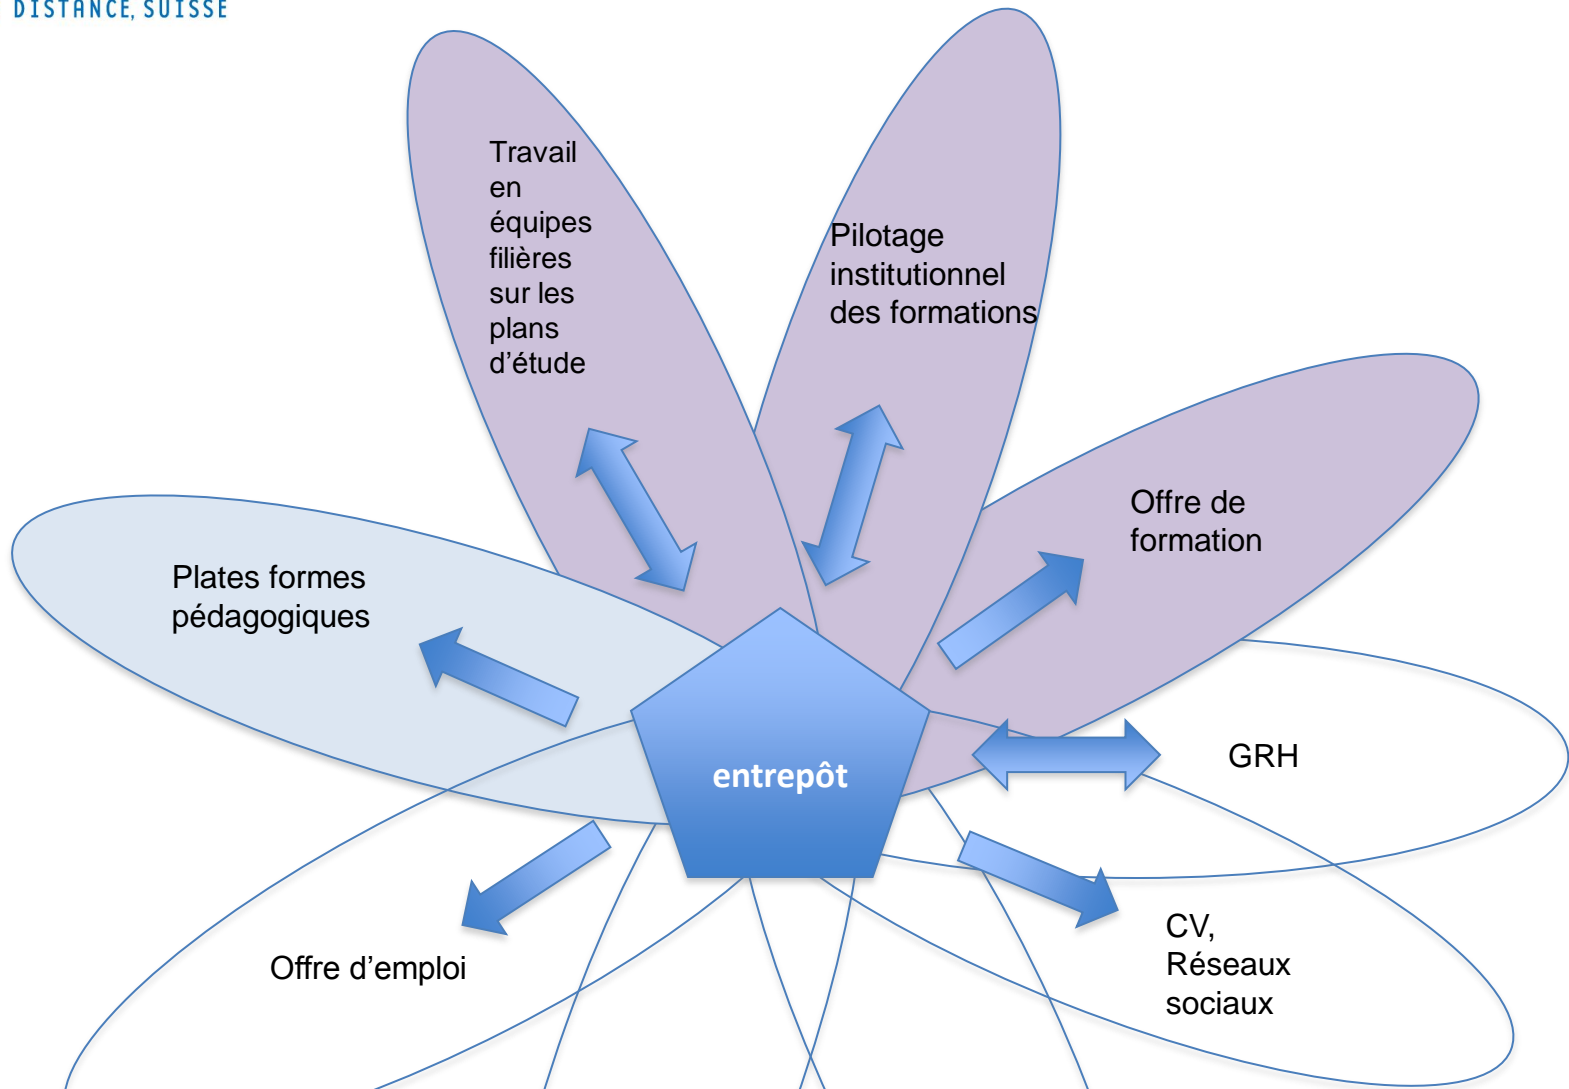 DISTANCE, SUISSE
Travail
en
équipes
filières
sur les
plans
d’étude
Pilotage
institutionnel
des formations
Offre de
formation
Plates formes
pédagogiques
entrepôt
GRH
Offre d’emploi
CV,
Réseaux
sociaux